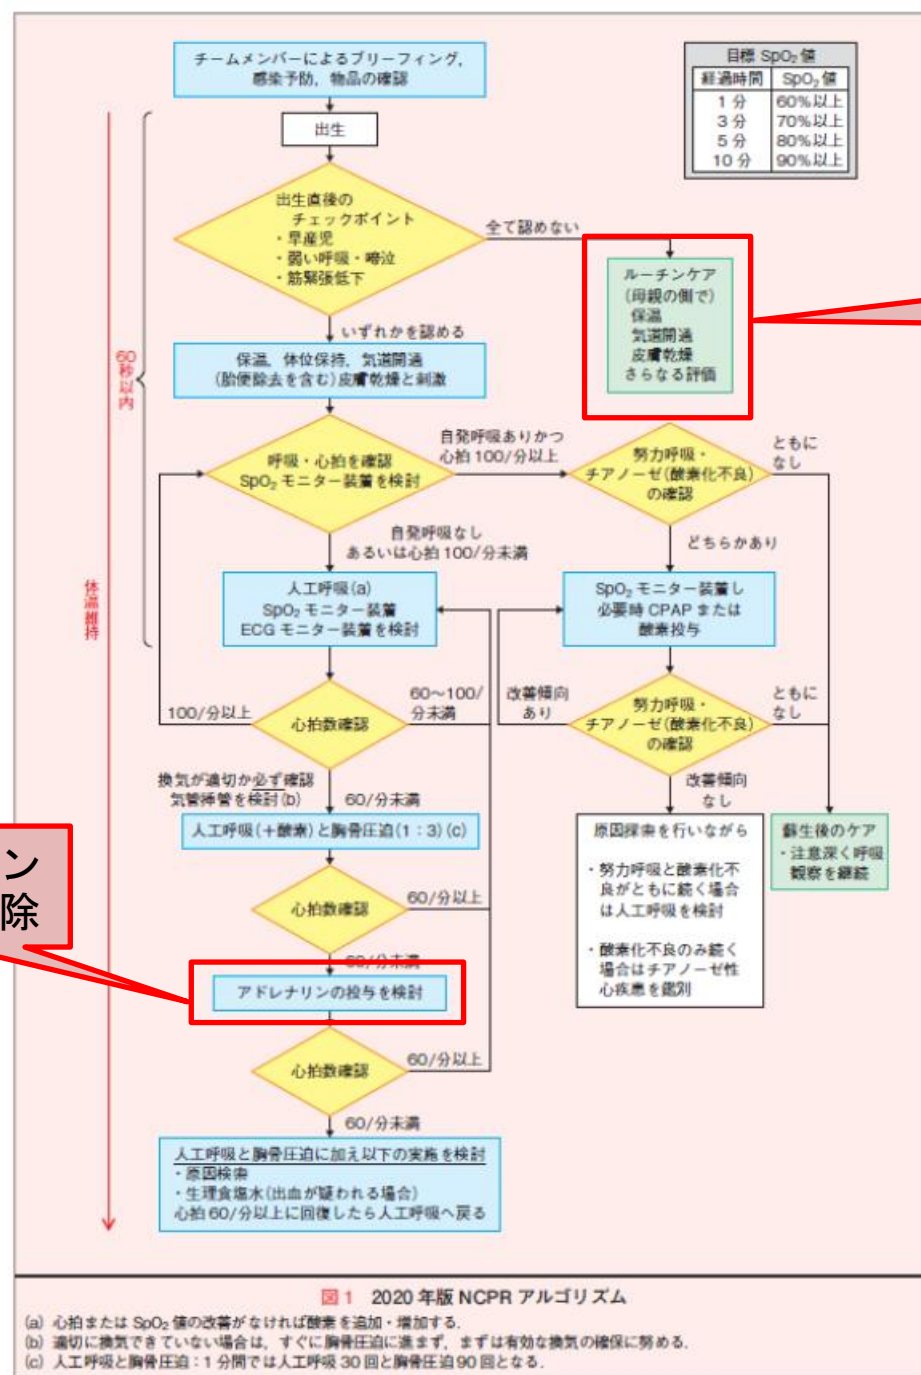 チームメンバーによるブリーフィング,
感染予防, 物品の確認
目標 SpO₂ 値
経過時間 SpO₂ 値
1 分 60%以上
3 分 70%以上
5 分 80%以上
10 分 90%以上
出生
出生直後の
チェックポイント
・早産児
・弱い呼吸・啼泣
・筋緊張低下
全て認めない
ルーチンケア
(母親の側で)
保温
気道開通
皮膚乾燥
さらなる評価
いずれかを認める
60秒以内
保温, 体位保持, 気道開通
(胎便除去を含む)皮膚乾燥と刺激
呼吸・心拍を確認
SpO₂ モニター装着を検討
自発呼吸ありかつ
心拍 100/分以上
努力呼吸・
チアノーゼ(酸素化不良)
の確認
ともに
なし
自発呼吸なし
あるいは心拍 100/分未満
どちらかあり
体温維持
人工呼吸(a)
SpO₂ モニター装着
ECG モニター装着を検討
SpO₂ モニター装着し
必要時 CPAP または
酸素投与
100/分以上
心拍数確認
60〜100/
分未満
改善傾向
あり
努力呼吸・
チアノーゼ(酸素化不良)
の確認
ともに
なし
換気が適切か必ず確認
気管挿管を検討(b)
60/分未満
改善傾向
なし
人工呼吸(+酸素)と胸骨圧迫(1:3)(c)
原因探索を行いながら
・努力呼吸と酸素化不
良がともに続く場合
は人工呼吸を検討
・酸素化不良のみ続く
場合はチアノーゼ性
心疾患を鑑別
蘇生後のケア
・注意深く呼吸
観察を継続
ン
除
心拍数確認
60/分以上
60/分未満
アドレナリンの投与を検討
心拍数確認
60/分以上
60/分未満
人工呼吸と胸骨圧迫に加え以下の実施を検討
・原因検索
・生理食塩水(出血が疑われる場合)
心拍 60/分以上に回復したら人工呼吸へ戻る
図 1 2020 年版 NCPR アルゴリズム
(a) 心拍または SpO₂ 値の改善がなければ酸素を追加・増加する.
(b) 適切に換気できていない場合は, すぐに胸骨圧迫に進まず, まずは有効な換気の確保に努める.
(c) 人工呼吸と胸骨圧迫:1 分間では人工呼吸 30 回と胸骨圧迫 90 回となる.